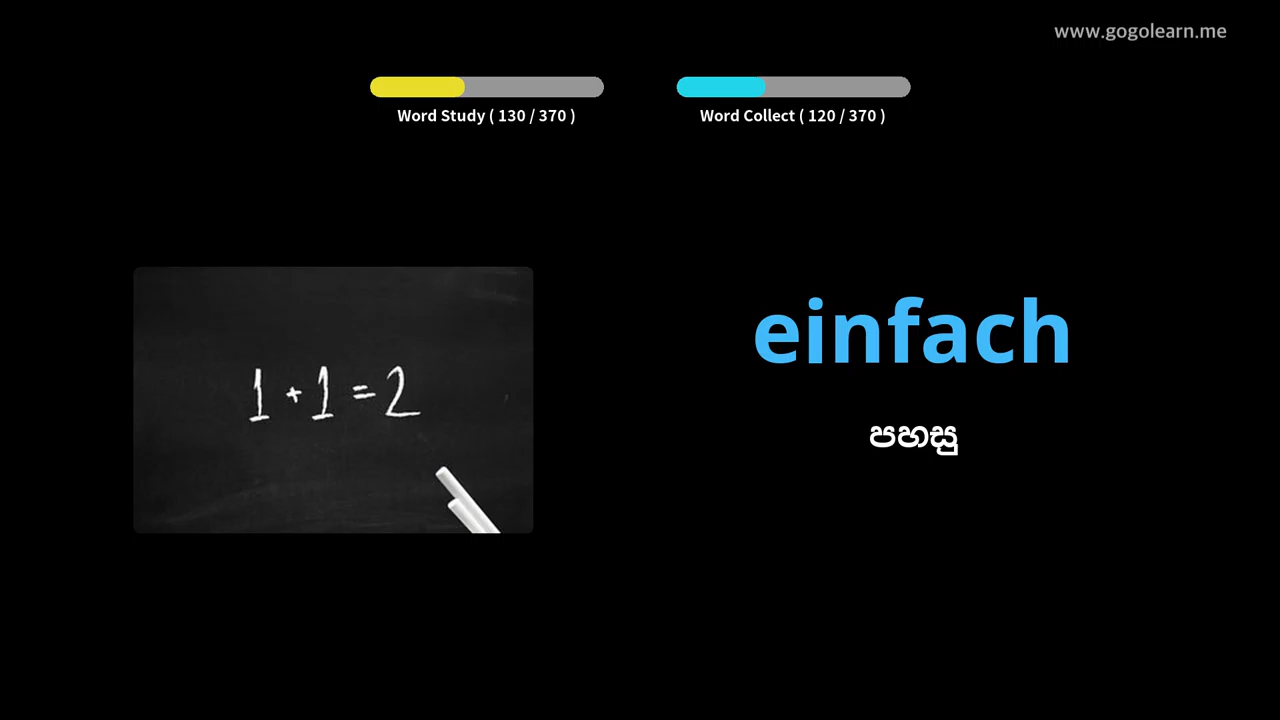 www.gogolearn.me
Word Study ( 130 / 370 )
Word Collect ( 120 / 370 )
1 + 1 = 2
einfach
පහසු